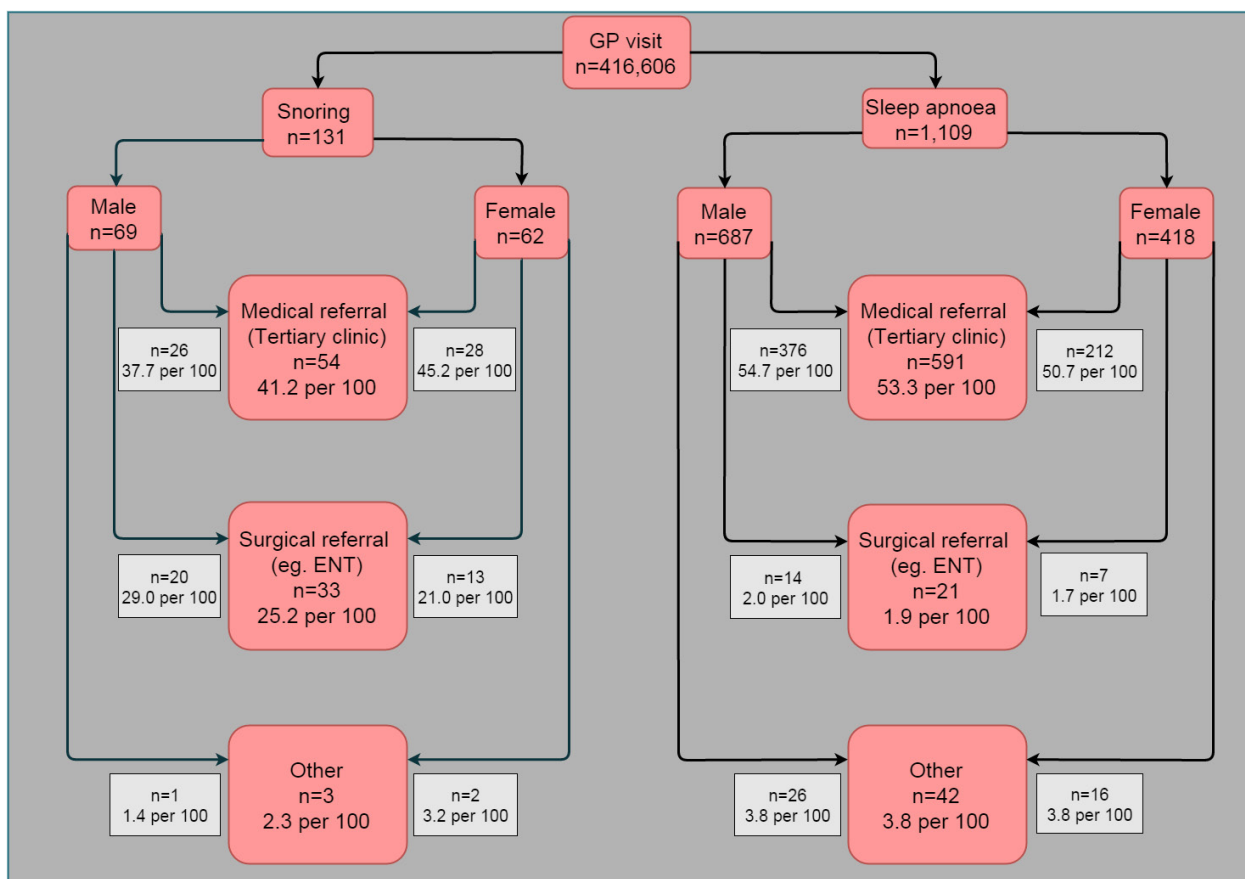 GP visit
n=416,606
Snoring
n=131
Sleep apnoea
n=1,109
Male
n=69
Female
n=62
Male
n=687
Female
n=418
Medical referral
(Tertiary clinic)
n=54
41.2 per 100
n=26
37.7 per 100
n=28
45.2 per 100
Medical referral
(Tertiary clinic)
n=591
53.3 per 100
n=376
54.7 per 100
n=212
50.7 per 100
Surgical referral
(eg. ENT)
n=33
25.2 per 100
n=20
29.0 per 100
n=13
21.0 per 100
Surgical referral
(eg. ENT)
n=21
1.9 per 100
n=14
2.0 per 100
n=7
1.7 per 100
Other
n=3
2.3 per 100
n=1
1.4 per 100
n=2
3.2 per 100
Other
n=42
3.8 per 100
n=26
3.8 per 100
n=16
3.8 per 100